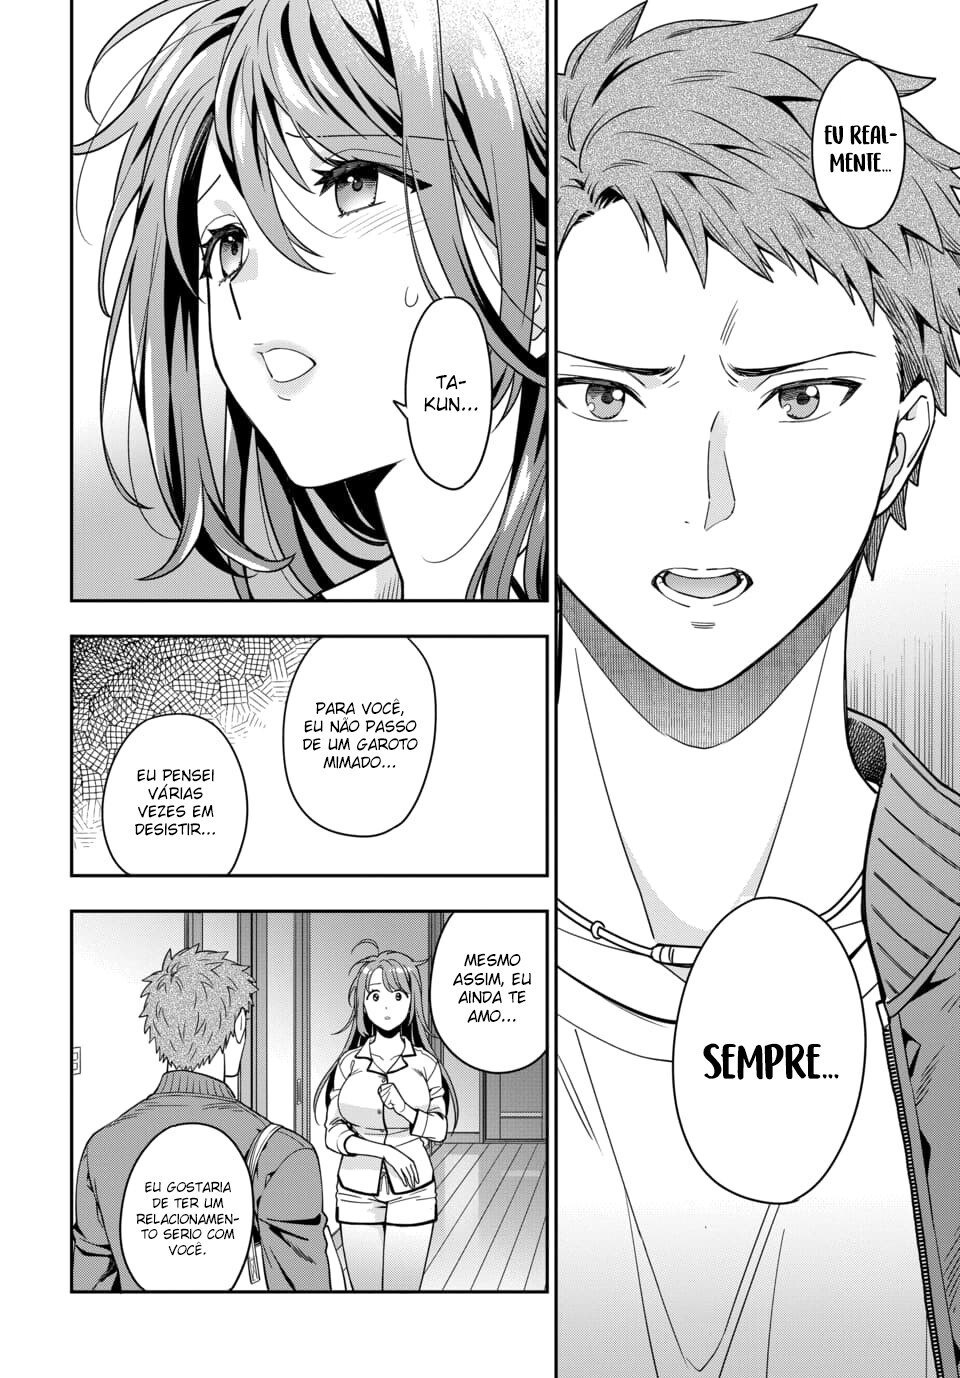 EU REAL-
MENTE...
SEMPRE...
TA-
KUN...
PARA VOCÊ,
EU NÃO PASSO
DE UM GAROTO
MIMADO...
EU PENSEI
VÁRIAS
VEZES EM
DESISTIR...
MESMO
ASSIM, EU
AINDA TE
AMO...
EU GOSTARIA
DE TER UM
RELACIONAMEN-
TO SERIO COM
VOCÊ.